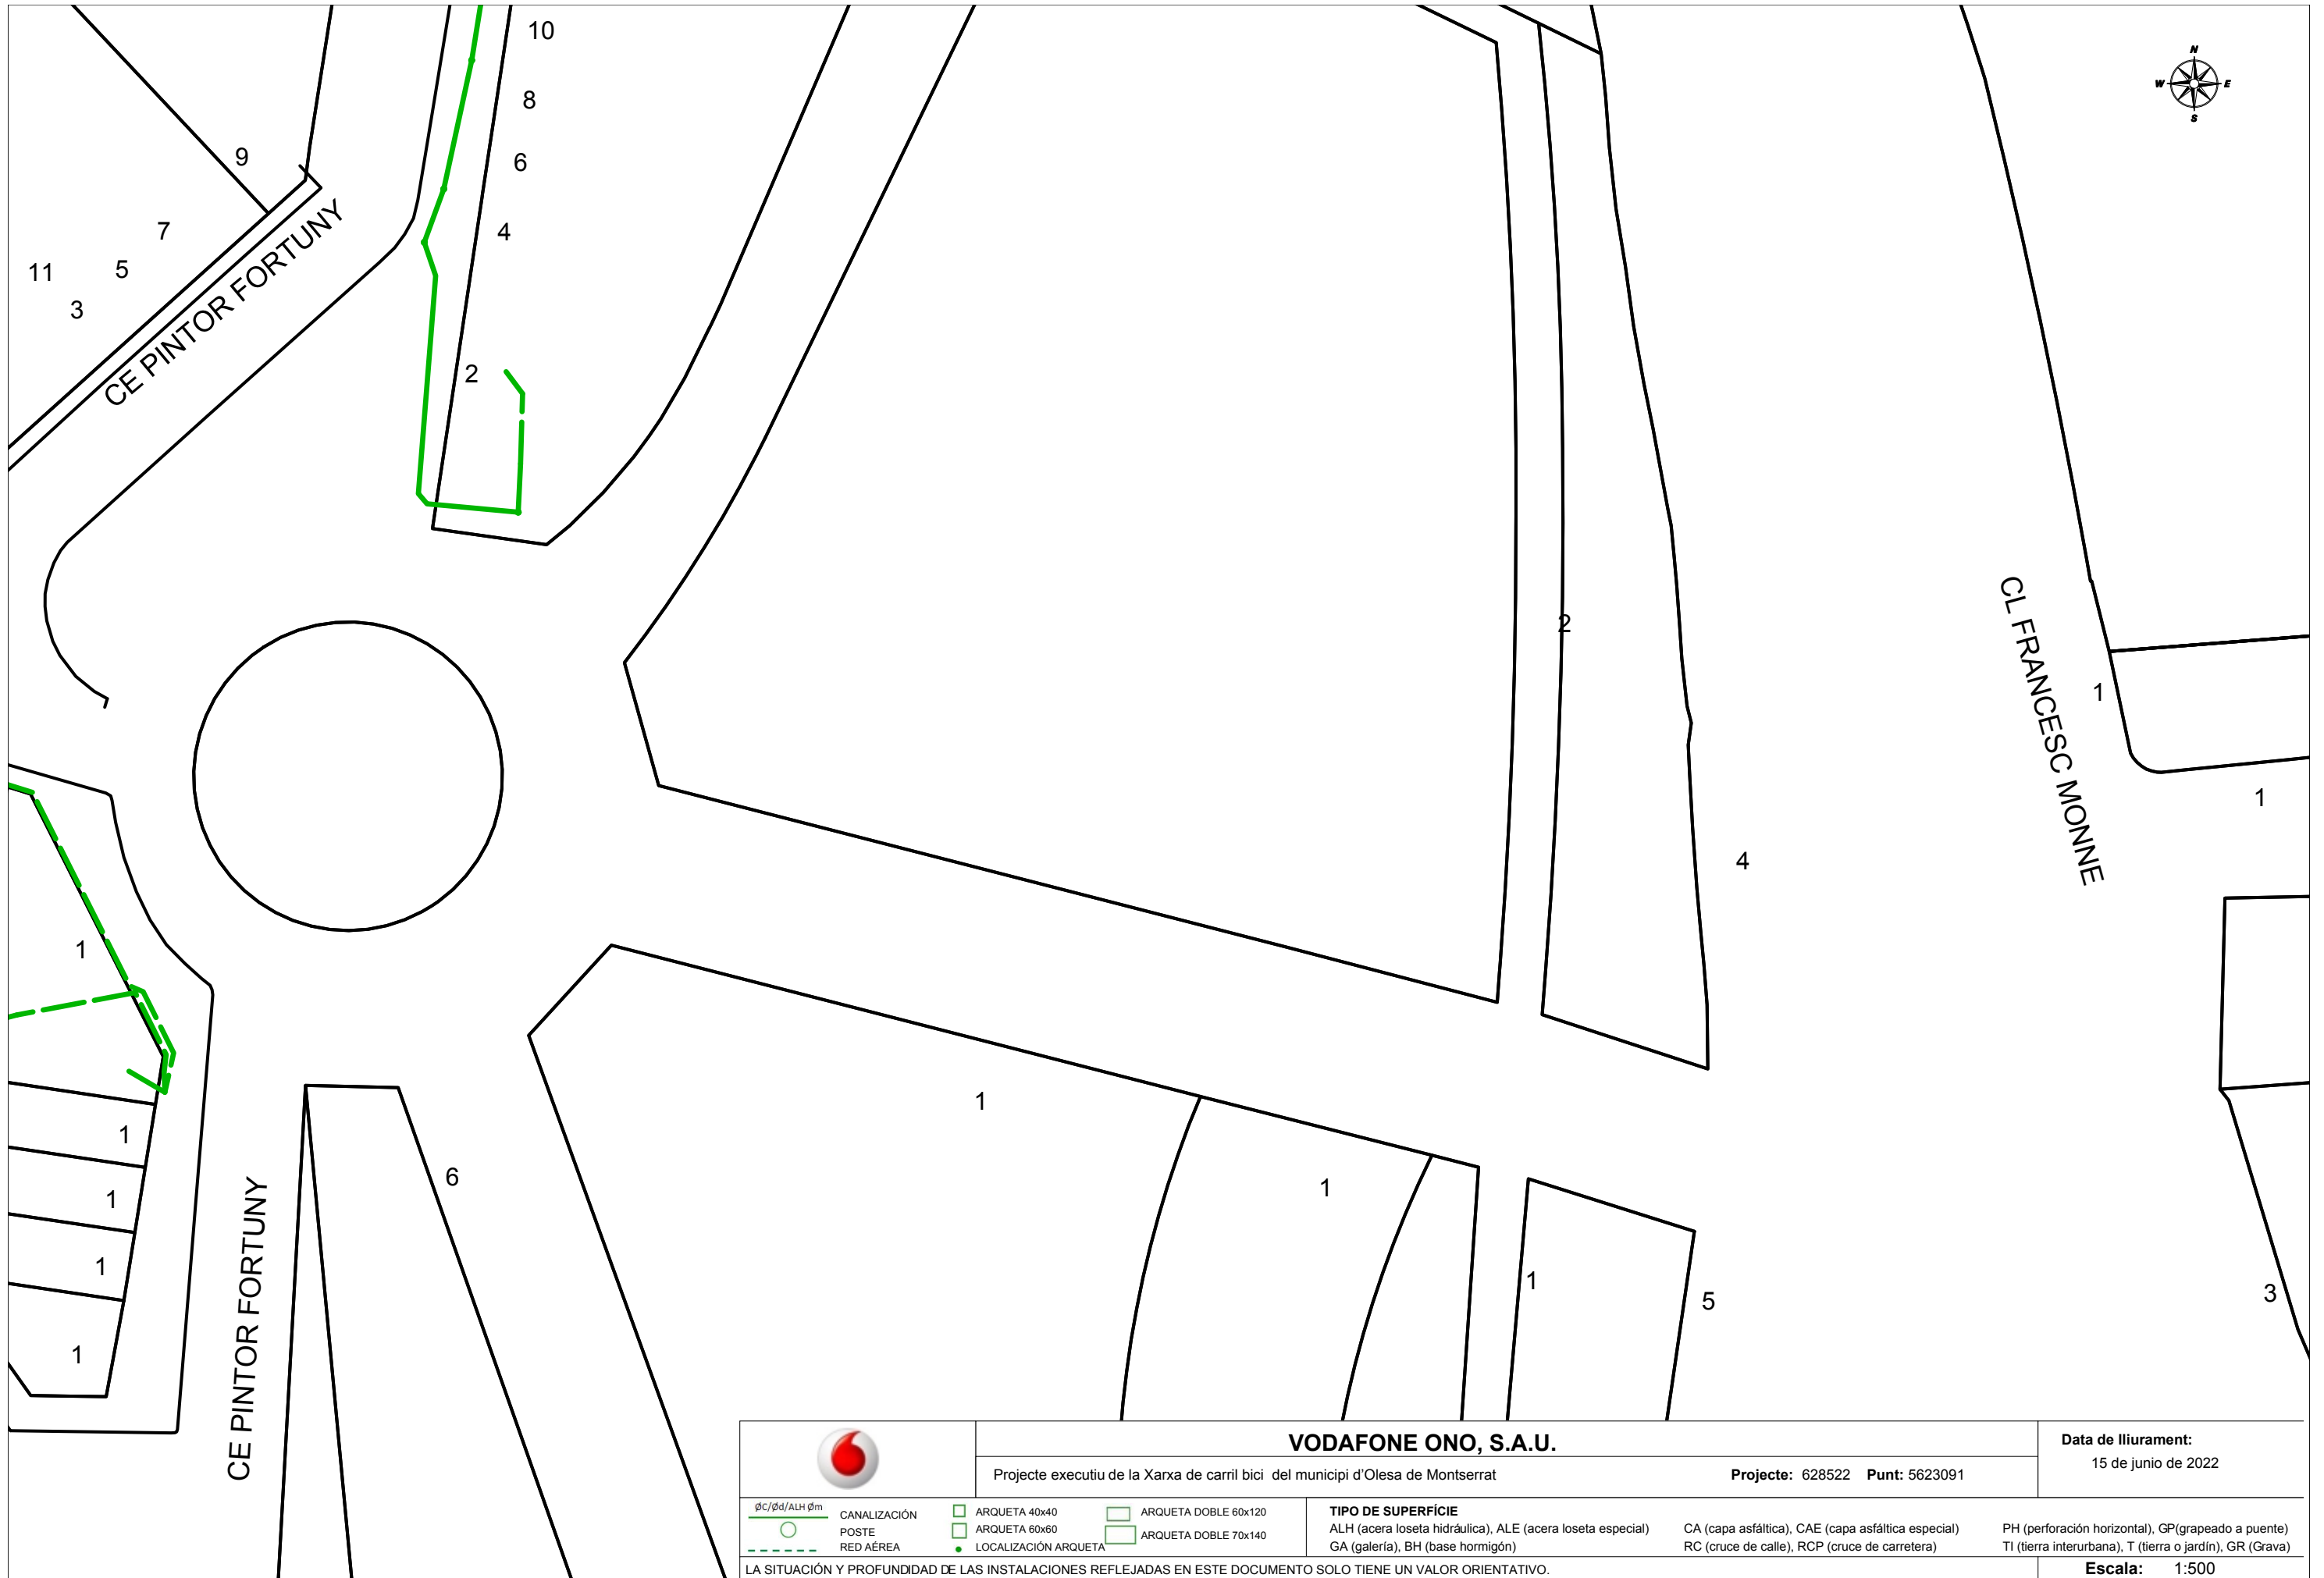 10
8
6
4
2
9
7
5
11
3
CE PINTOR FORTUNY
N
W
E
S
2
CL FRANCESC MONNE
1
1
4
1
1
1
1
1
6
CE PINTOR FORTUNY
1
1
1
5
3
VODAFONE ONO, S.A.U.
Projecte executiu de la Xarxa de carril bici del municipi d'Olesa de Montserrat
Projecte: 628522 Punt: 5623091
Data de lliurament:
15 de junio de 2022
ØC/Ød/ALH Øm
CANALIZACIÓN
POSTE
RED AÉREA
ARQUETA 40x40
ARQUETA 60x60
LOCALIZACIÓN ARQUETA
ARQUETA DOBLE 60x120
ARQUETA DOBLE 70x140
TIPO DE SUPERFÍCIE
ALH (acera loseta hidráulica), ALE (acera loseta especial)
GA (galería), BH (base hormigón)
CA (capa asfáltica), CAE (capa asfáltica especial)
RC (cruce de calle), RCP (cruce de carretera)
PH (perforación horizontal), GP(grapeado a puente)
TI (tierra interurbana), T (tierra o jardín), GR (Grava)
LA SITUACIÓN Y PROFUNDIDAD DE LAS INSTALACIONES REFLEJADAS EN ESTE DOCUMENTO SOLO TIENE UN VALOR ORIENTATIVO.
Escala: 1:500